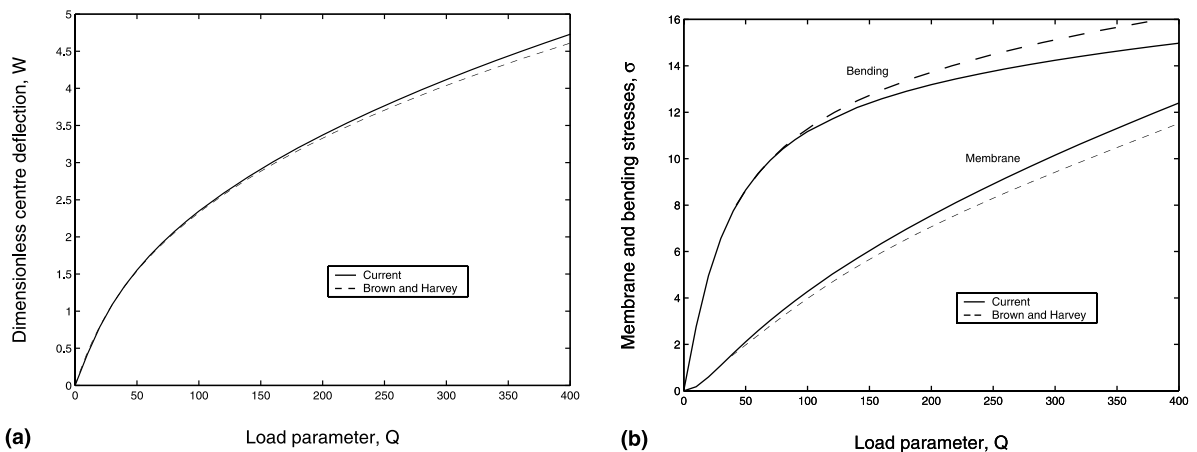 5
4.5
4
3.5
3
2.5
2
1.5
1
0.5
0
Dimensionless centre deflection, W
Current
Brown and Harvey
0 50 100 150 200 250 300 350 400
Load parameter, Q
(a)
16
14
12
10
8
6
4
2
0
Membrane and bending stresses, σ
Bending
Membrane
Current
Brown and Harvey
0 50 100 150 200 250 300 350 400
Load parameter, Q
(b)